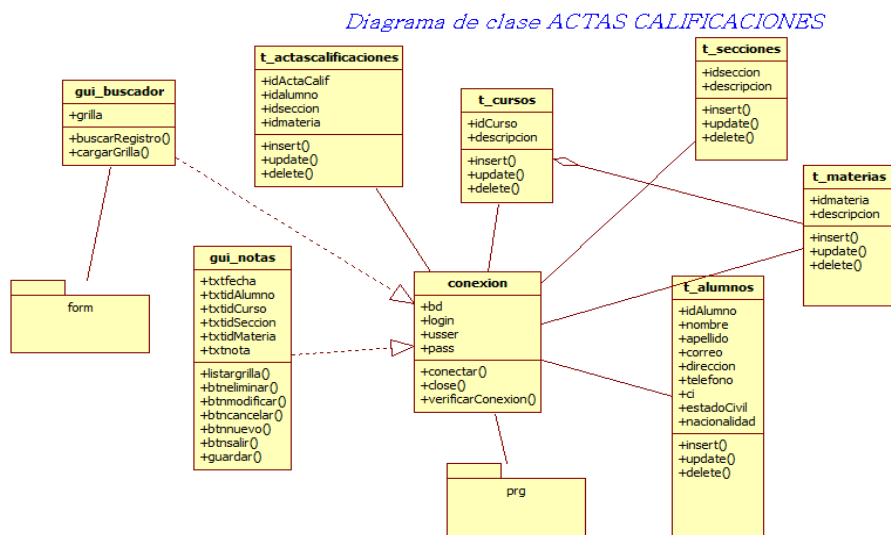 Diagrama de clase ACTAS CALIFICACIONES
gui_buscador
+grilla
+buscarRegistro()
+cargarGrilla()
t_actascalificaciones
+idActaCalif
+idalumno
+idseccion
+idmateria
+insert()
+update()
+delete()
t_cursos
+idCurso
+descripcion
+insert()
+update()
+delete()
t_secciones
+idseccion
+descripcion
+insert()
+update()
+delete()
t_materias
+idmateria
+descripcion
+insert()
+update()
+delete()
form
gui_notas
+txtfecha
+txtidAlumno
+txtidCurso
+txtidSeccion
+txtidMateria
+txtnota
+listargrilla()
+btneliminar()
+btnmodificar()
+btncancelar()
+btnnuevo()
+btnsalir()
+guardar()
conexion
+bd
+login
+usser
+pass
+conectar()
+close()
+verificarConexion()
t_alumnos
+idAlumno
+nombre
+apellido
+correo
+direccion
+telefono
+ci
+estadoCivil
+nacionalidad
+insert()
+update()
+delete()
prg